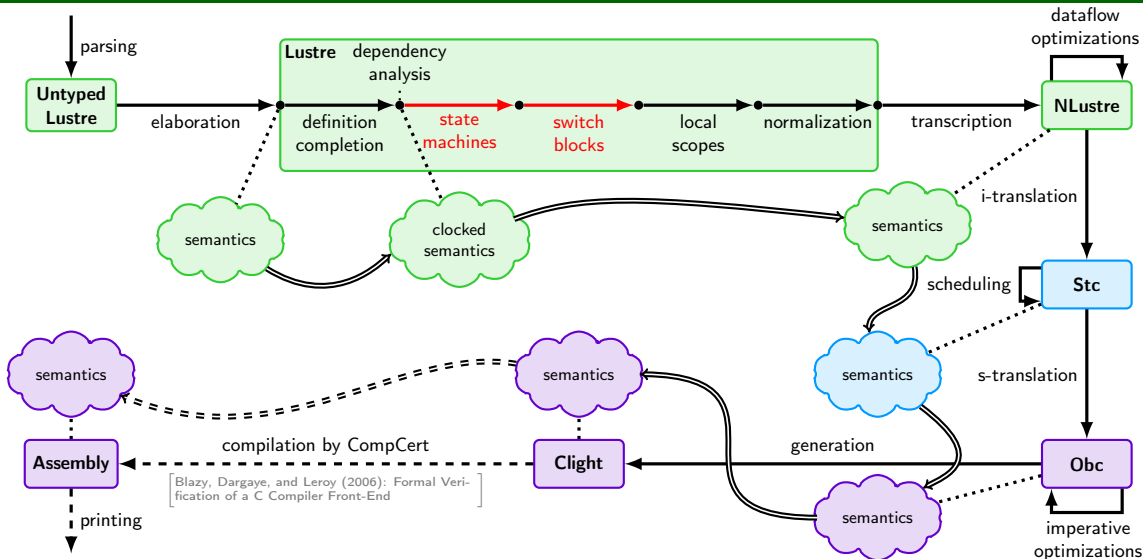 parsing
Untyped
Lustre
elaboration
Lustre
dependency
analysis
definition
completion
state
machines
switch
blocks
local
scopes
normalization
transcription
dataflow
optimizations
NLustre
semantics
clocked
semantics
semantics
i-translation
scheduling
Stc
semantics
semantics
semantics
s-translation
Assembly
compilation by CompCert
Clight
generation
Obc
[Blazy, Dargaye, and Leroy (2006): Formal Veri-
fication of a C Compiler Front-End]
printing
semantics
imperative
optimizations